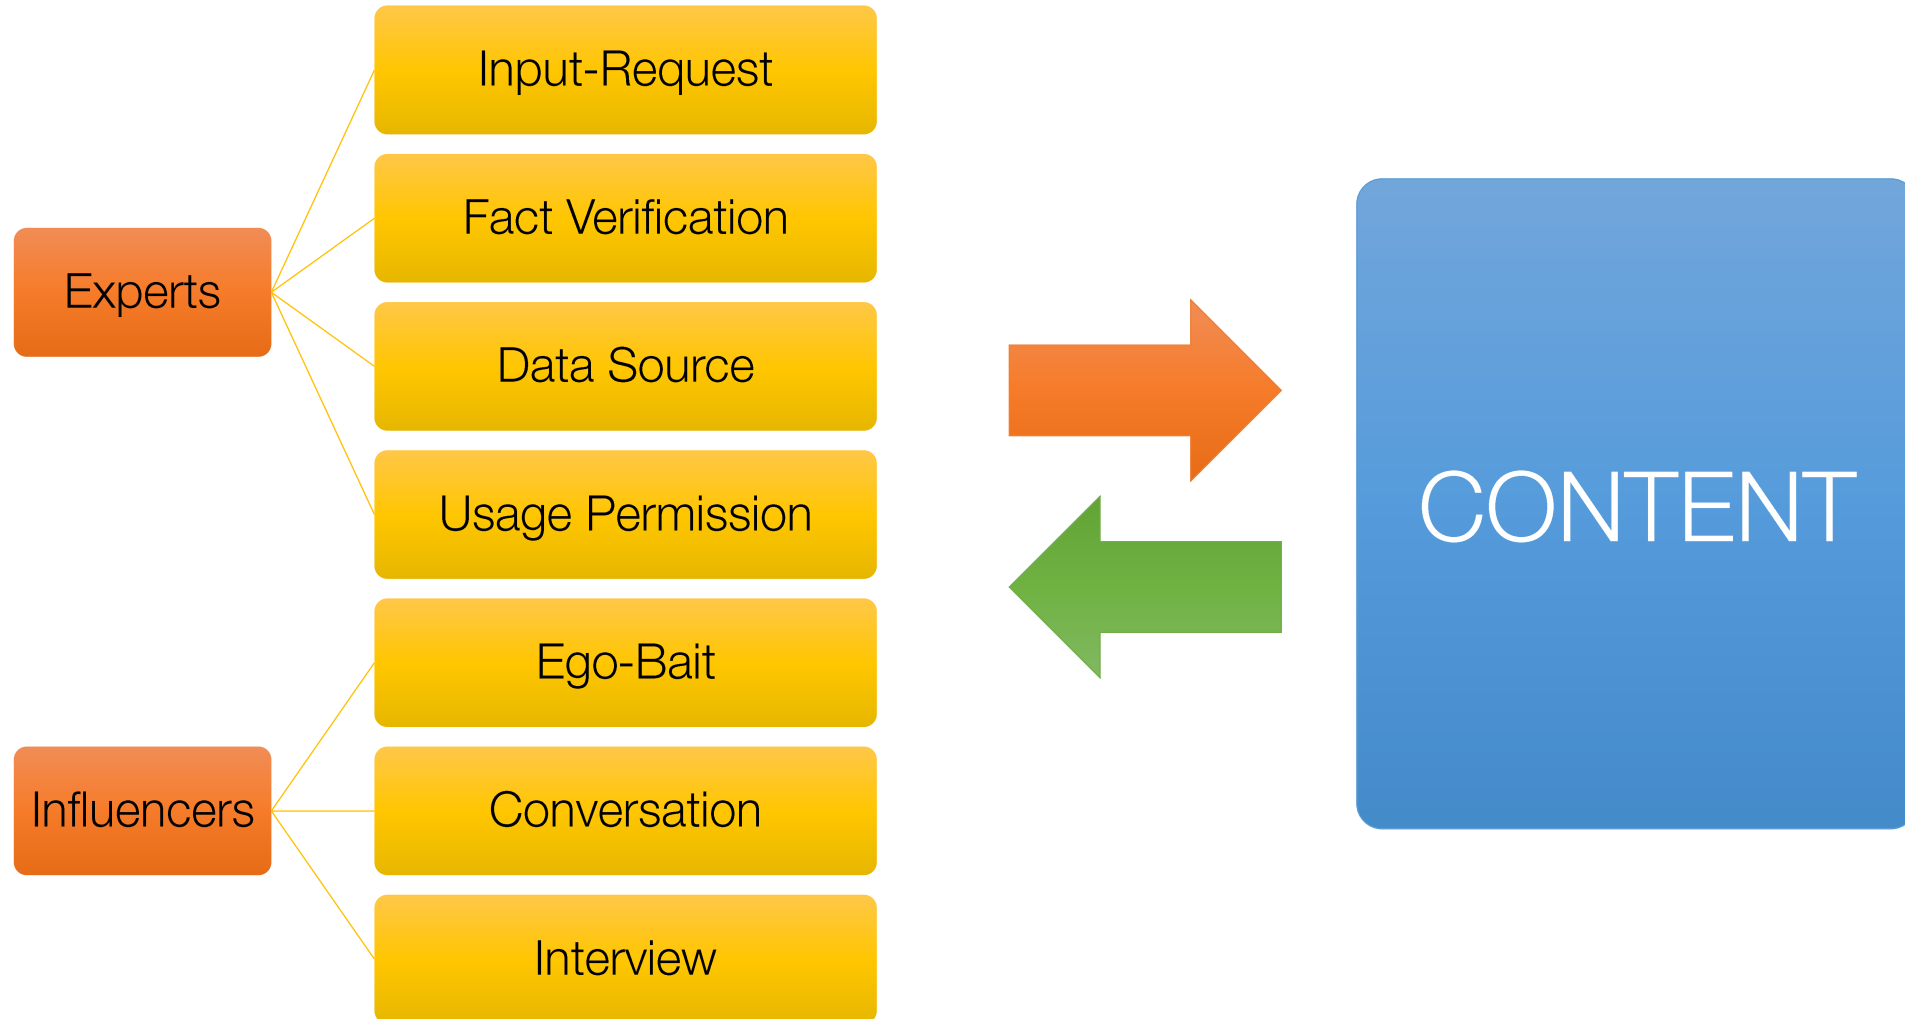 Experts
Input-Request
Fact Verification
Data Source
Usage Permission
Influencers
Ego-Bait
Conversation
Interview
CONTENT